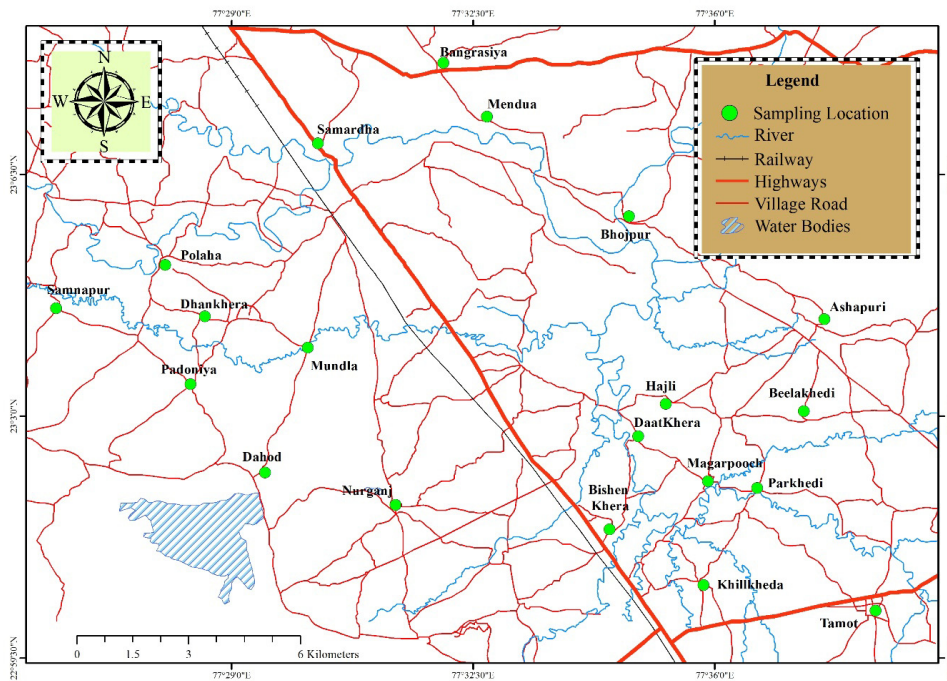 77°29'0"E
77°32'30"E
77°36'0"E
N
W
E
S
Bangrasiya
Mendua
Samardha
Legend
Sampling Location
River
Railway
Highways
Village Road
Water Bodies
23°6'30"N
Bhojpur
Polaha
Samnapur
Dhankhera
Ashapuri
Mundla
Padoniya
Hajli
Beelakhedi
23°3'0"N
DaatKhera
Dahod
Magarpooch
Parkhedi
Nurganj
Bishen
Khera
Khillkheda
Tamot
0
1.5
3
6 Kilometers
22°59'30"N
77°29'0"E
77°32'30"E
77°36'0"E